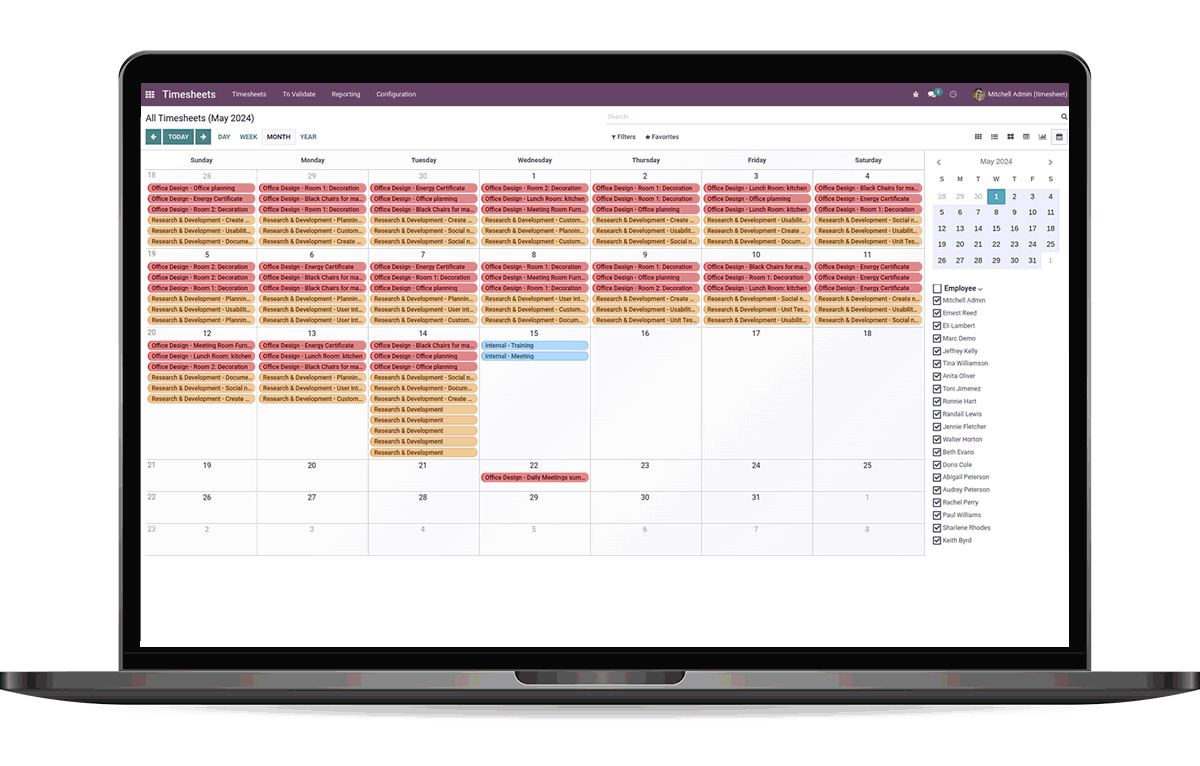 Timesheets Timesheets To Validate Reporting Configuration 5 Mitchell Admin (timesheet)
All Timesheets (May 2024) Search...
TODAY DAY WEEK MONTH YEAR Filters Favorites
Sunday Monday Tuesday Wednesday Thursday Friday Saturday
18 28 29 30 1 2 3 4
Office Design - Office planning Office Design - Room 1: Decoration Office Design - Energy Certificate Office Design - Room 2: Decoration Office Design - Room 1: Decoration Office Design - Lunch Room: kitchen Office Design - Black Chairs for ma...
Office Design - Energy Certificate Office Design - Black Chairs for ma... Office Design - Office planning Office Design - Lunch Room: kitchen Office Design - Room 1: Decoration Office Design - Office planning Office Design - Energy Certificate
Office Design - Room 2: Decoration Office Design - Room 1: Decoration Office Design - Black Chairs for ma... Office Design - Meeting Room Furn... Office Design - Office planning Office Design - Lunch Room: kitchen Office Design - Room 1: Decoration
Research & Development - Create ... Research & Development - Plannin... Research & Development - Create ... Research & Development - Custom... Research & Development - Create ... Research & Development - Usabili... Research & Development - Usabilit...
Research & Development - Usabilit... Research & Development - Custom... Research & Development - Social n... Research & Development - Plannin... Research & Development - Usabilit... Research & Development - Create ... Research & Development - Usabilit...
Research & Development - Docume... Research & Development - Create ... Research & Development - Social n... Research & Development - Custom... Research & Development - Social n... Research & Development - Docum... Research & Development - Unit Tes...
19 5 6 7 8 9 10 11
Office Design - Room 2: Decoration Office Design - Energy Certificate Office Design - Energy Certificate Office Design - Room 1: Decoration Office Design - Room 1: Decoration Office Design - Black Chairs for ma... Office Design - Energy Certificate
Office Design - Room 2: Decoration Office Design - Black Chairs for ma... Office Design - Room 1: Decoration Office Design - Meeting Room Furn... Office Design - Office planning Office Design - Room 1: Decoration Office Design - Energy Certificate
Office Design - Room 1: Decoration Office Design - Black Chairs for ma... Office Design - Office planning Office Design - Room 1: Decoration Office Design - Room 2: Decoration Office Design - Lunch Room: kitchen Office Design - Energy Certificate
Research & Development - Plannin... Research & Development - Plannin... Research & Development - Plannin... Research & Development - User Int... Research & Development - Create ... Research & Development - Social n... Research & Development - Create n...
Research & Development - Usabilit... Research & Development - User Int... Research & Development - User Int... Research & Development - Custom... Research & Development - Usabilit... Research & Development - Unit Tes... Research & Development - Custom...
Research & Development - Plannin... Research & Development - User Int... Research & Development - Custom... Research & Development - Docum... Research & Development - Unit Tes... Research & Development - Usabilit... Research & Development - Social n...
20 12 13 14 15 16 17 18
Office Design - Meeting Room Furn... Office Design - Energy Certificate Office Design - Black Chairs for ma... Internal - Training
Office Design - Lunch Room: kitchen Office Design - Lunch Room: kitchen Office Design - Office planning Internal - Meeting
Office Design - Room 2: Decoration Office Design - Black Chairs for ma... Office Design - Office planning
Research & Development - Docume... Research & Development - Plannin... Research & Development - Social n...
Research & Development - Social n... Research & Development - User Int... Research & Development - Docum...
Research & Development - Create ... Research & Development - Custom... Research & Development - Create ...
Research & Development
Research & Development
Research & Development
Research & Development
Research & Development
21 19 20 21 22 23 24 25
Office Design - Daily Meetings sum...
22 26 27 28 29 30 31 1
23 2 3 4 5 6 7 8
May 2024
S M T W T F S
28 29 30 1 2 3 4
5 6 7 8 9 10 11
12 13 14 15 16 17 18
19 20 21 22 23 24 25
26 27 28 29 30 31 1
Employee
Mitchell Admin
Ernest Reed
Eli Lambert
Marc Demo
Jeffrey Kelly
Tina Williamson
Anita Oliver
Toni Jimenez
Ronnie Hart
Randall Lewis
Jennie Fletcher
Walter Horton
Beth Evans
Doris Cole
Abigail Peterson
Audrey Peterson
Rachel Perry
Paul Williams
Sharlene Rhodes
Keith Byrd